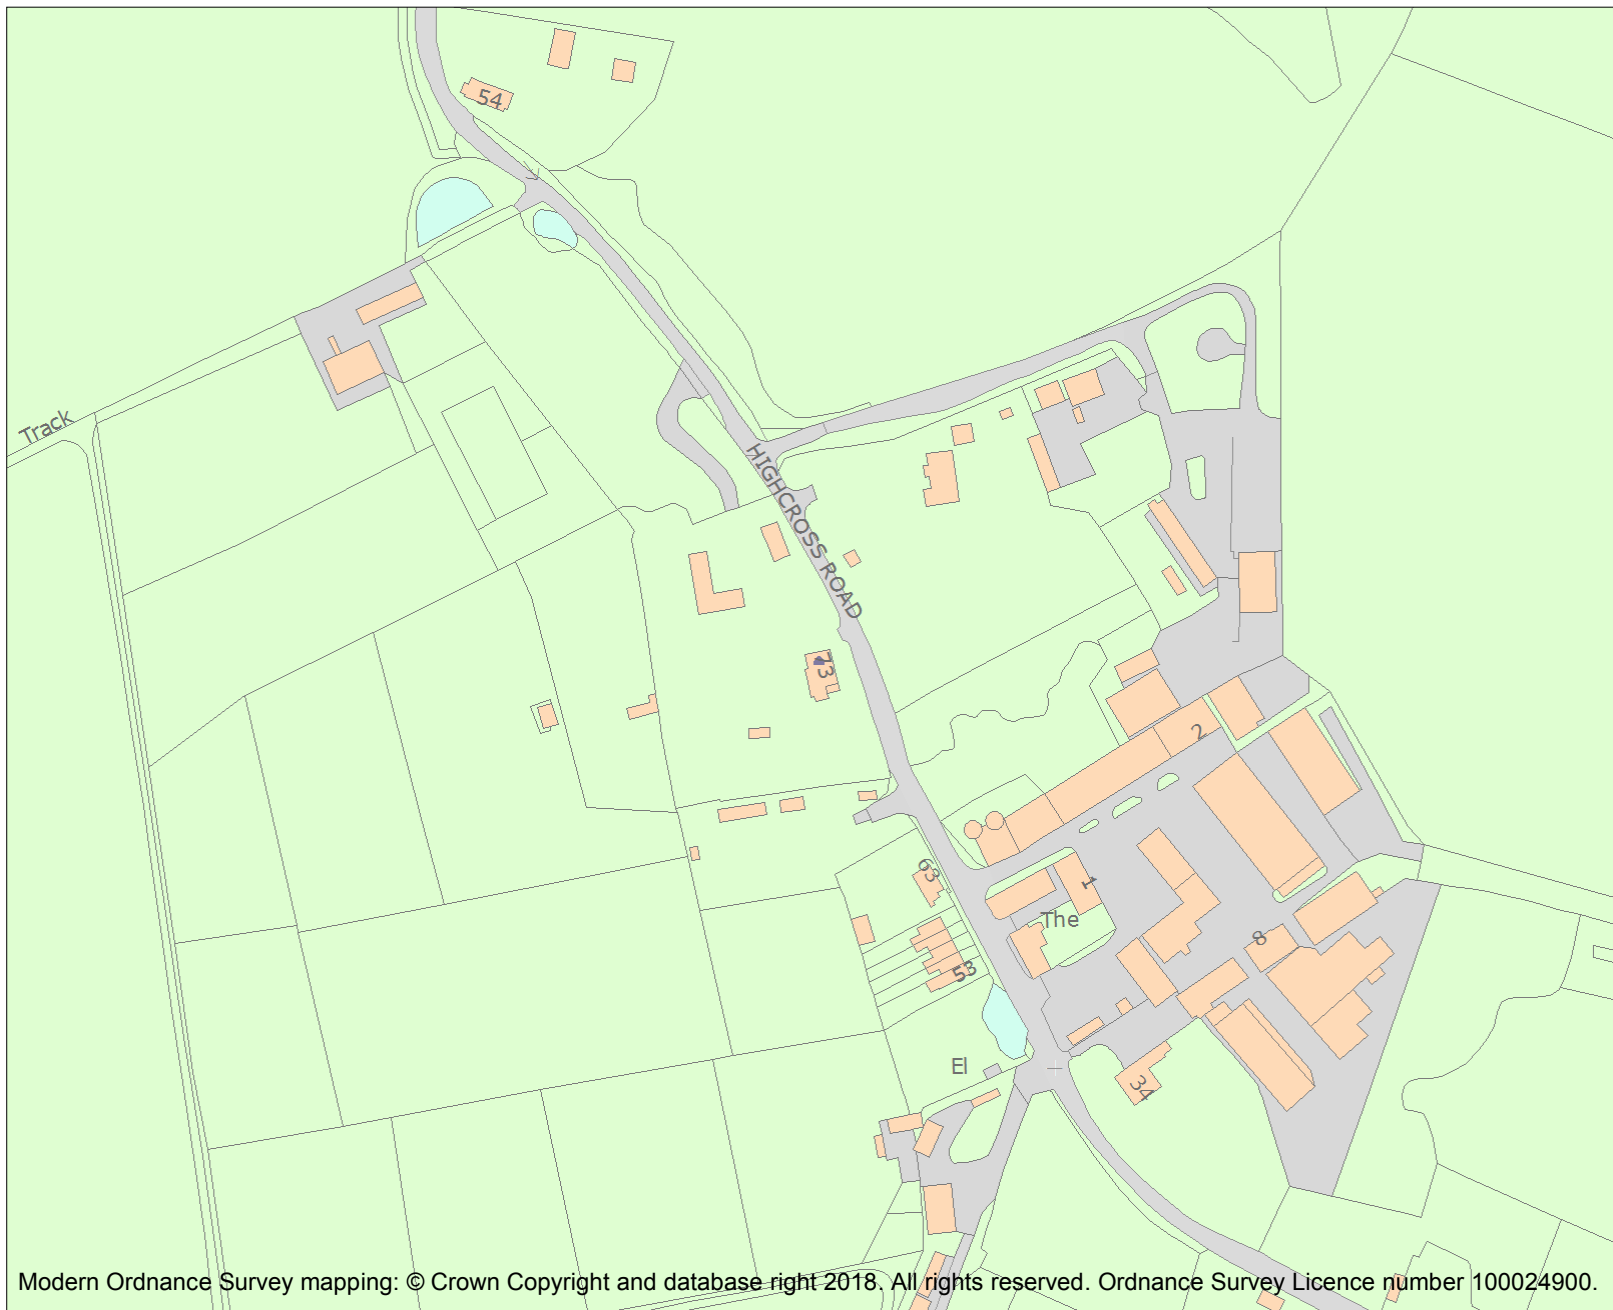 54
Track
HIGHCROSS ROAD
73
2
63
1
The
8
53
El
34
Modern Ordnance Survey mapping: © Crown Copyright and database right 2018. All rights reserved. Ordnance Survey Licence number 100024900.